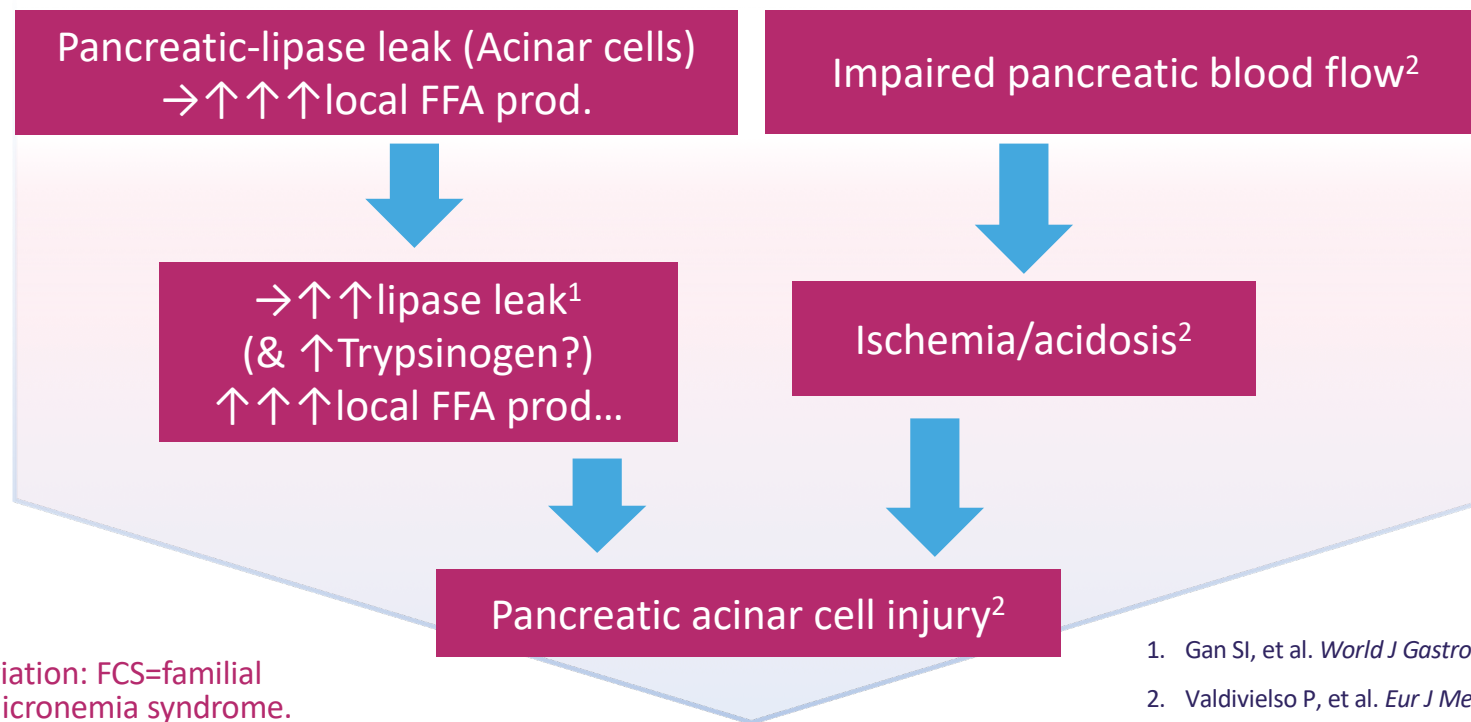 Pancreatic-lipase leak (Acinar cells)
→↑↑↑local FFA prod.
Impaired pancreatic blood flow²
→↑↑lipase leak¹
(& ↑Trypsinogen?)
↑↑↑local FFA prod…
Ischemia/acidosis²
Pancreatic acinar cell injury²
FCS=familial
syndrome.
1. Gan SI, et al. World J Gastro
2. Valdivielso P, et al. Eur J Me